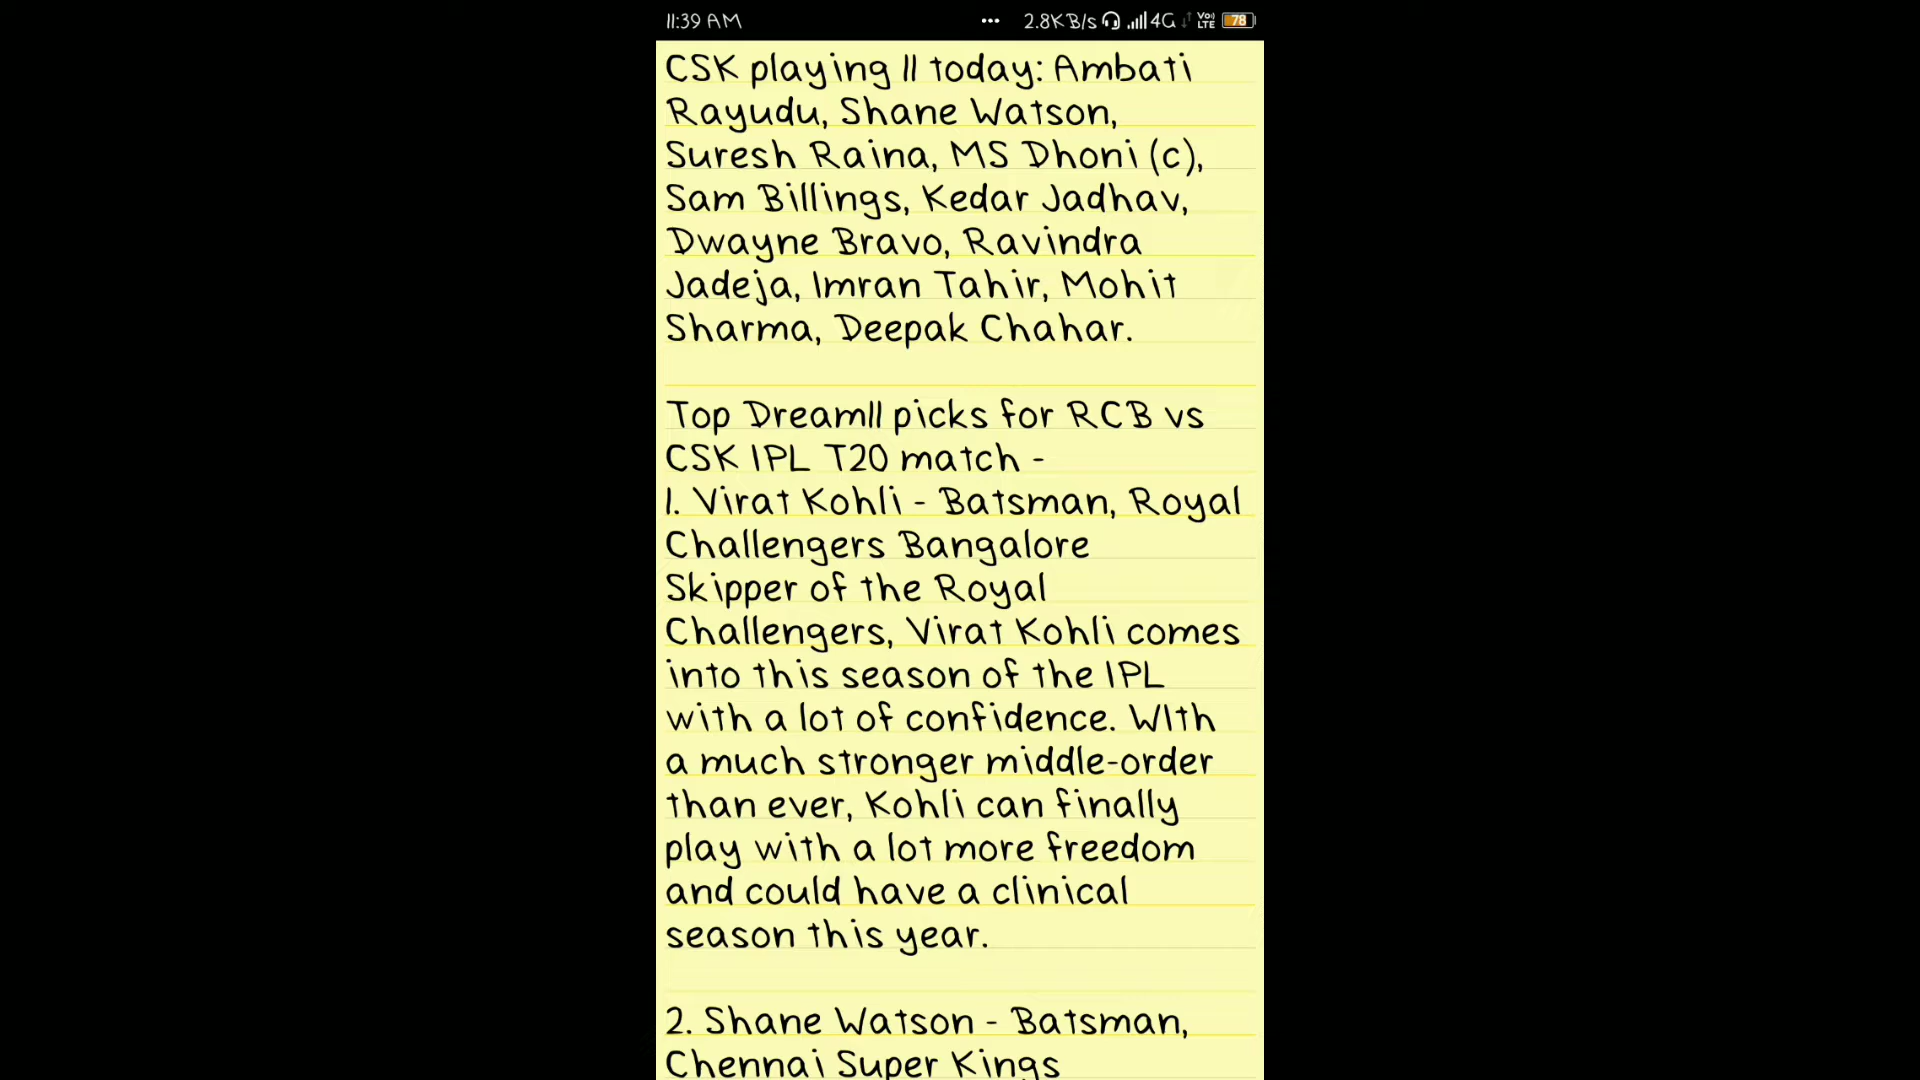 11:39 AM ••• 2.8KB/s 4G VoLTE 78
CSK playing 11 today: Ambati
Rayudu, Shane Watson,
Suresh Raina, MS Dhoni (c),
Sam Billings, Kedar Jadhav,
Dwayne Bravo, Ravindra
Jadeja, Imran Tahir, Mohit
Sharma, Deepak Chahar.
Top Dream11 picks for RCB vs
CSK IPL T20 match -
1. Virat Kohli - Batsman, Royal
Challengers Bangalore
Skipper of the Royal
Challengers, Virat Kohli comes
into this season of the IPL
with a lot of confidence. WIth
a much stronger middle-order
than ever, Kohli can finally
play with a lot more freedom
and could have a clinical
season this year.
2. Shane Watson - Batsman,
Chennai Super Kings